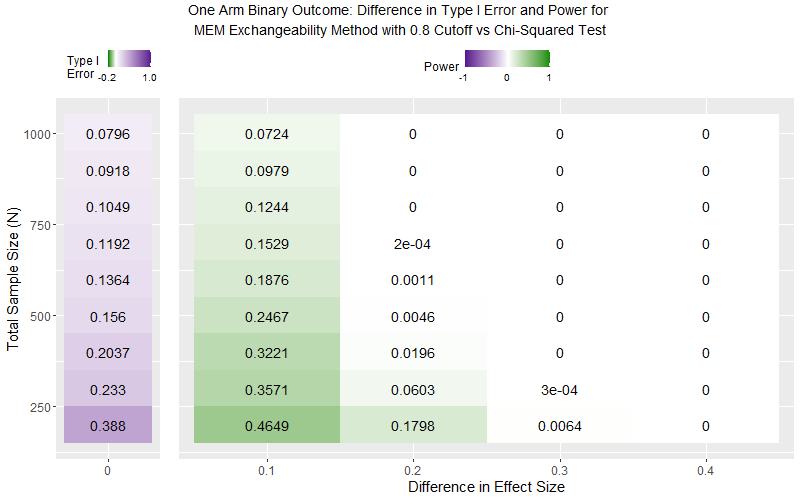 One Arm Binary Outcome: Difference in Type I Error and Power for
MEM Exchangeability Method with 0.8 Cutoff vs Chi-Squared Test
Type I
Error -0.2 1.0
Power -1 0 1
Total Sample Size (N)
1000 0.0796 0.0724 0 0 0
0.0918 0.0979 0 0 0
0.1049 0.1244 0 0 0
750
0.1192 0.1529 2e-04 0 0
0.1364 0.1876 0.0011 0 0
500 0.156 0.2467 0.0046 0 0
0.2037 0.3221 0.0196 0 0
0.233 0.3571 0.0603 3e-04 0
250
0.388 0.4649 0.1798 0.0064 0
0 0.1 0.2 0.3 0.4
Difference in Effect Size